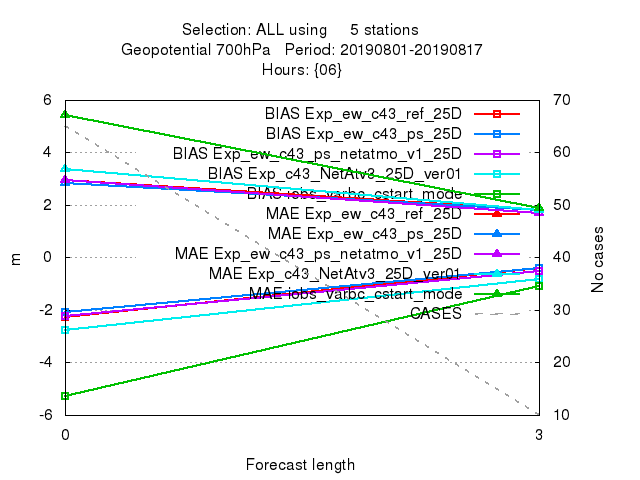 Selection: ALL using 5 stations
Geopotential 700hPa Period: 20190801-20190817
Hours: {06}
6
4
2
0
-2
-4
-6
m
70
60
50
40
30
20
10
No cases
BIAS Exp_ew_c43_ref_25D
BIAS Exp_ew_c43_ps_25D
BIAS Exp_ew_c43_ps_netatmo_v1_25D
BIAS Exp_c43_NetAtv3_25D_ver01
BIAS iobs_varbc_cstart_mode
MAE Exp_ew_c43_ref_25D
MAE Exp_ew_c43_ps_25D
MAE Exp_ew_c43_ps_netatmo_v1_25D
MAE Exp_c43_NetAtv3_25D_ver01
MAE iobs_varbc_cstart_mode
CASES
0
3
Forecast length